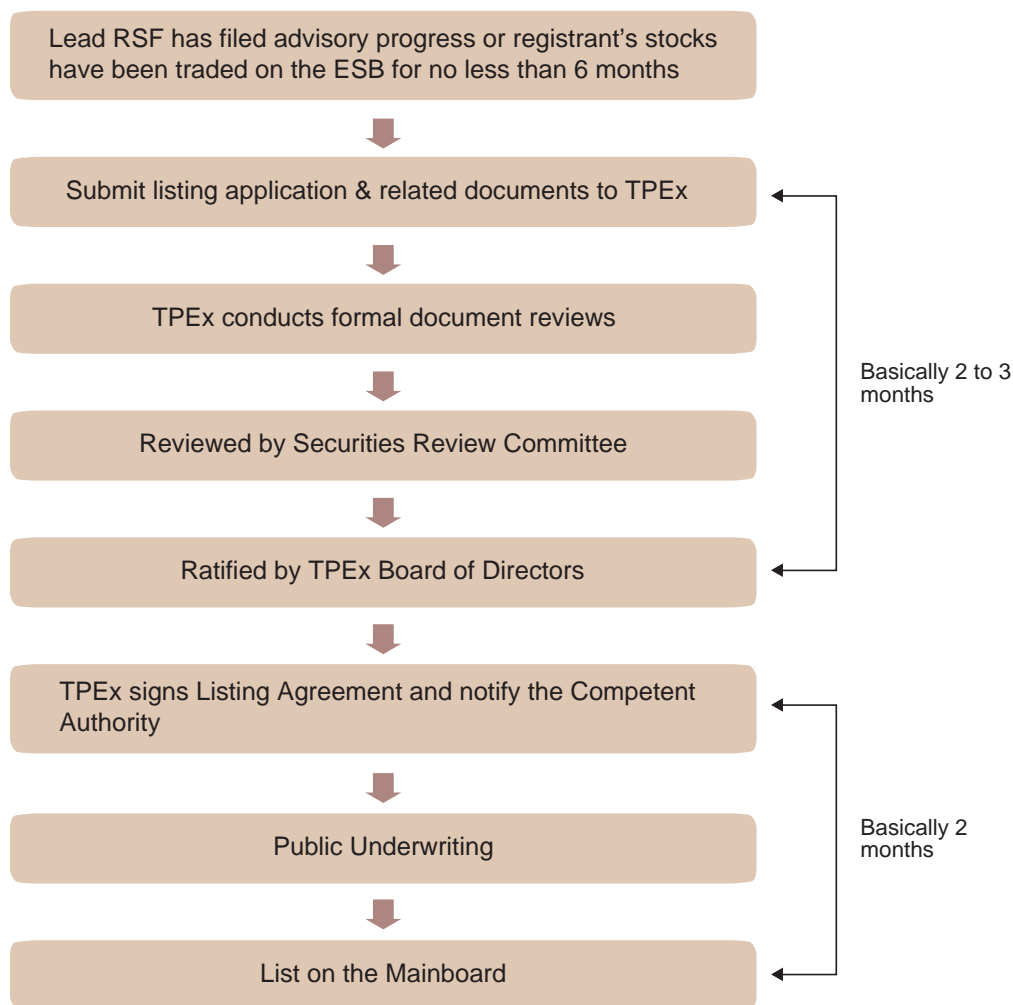 Lead RSF has filed advisory progress or registrant’s stocks
have been traded on the ESB for no less than 6 months
Submit listing application & related documents to TPEx
TPEx conducts formal document reviews
Reviewed by Securities Review Committee
Ratified by TPEx Board of Directors
Basically 2 to 3
months
TPEx signs Listing Agreement and notify the Competent
Authority
Public Underwriting
List on the Mainboard
Basically 2
months